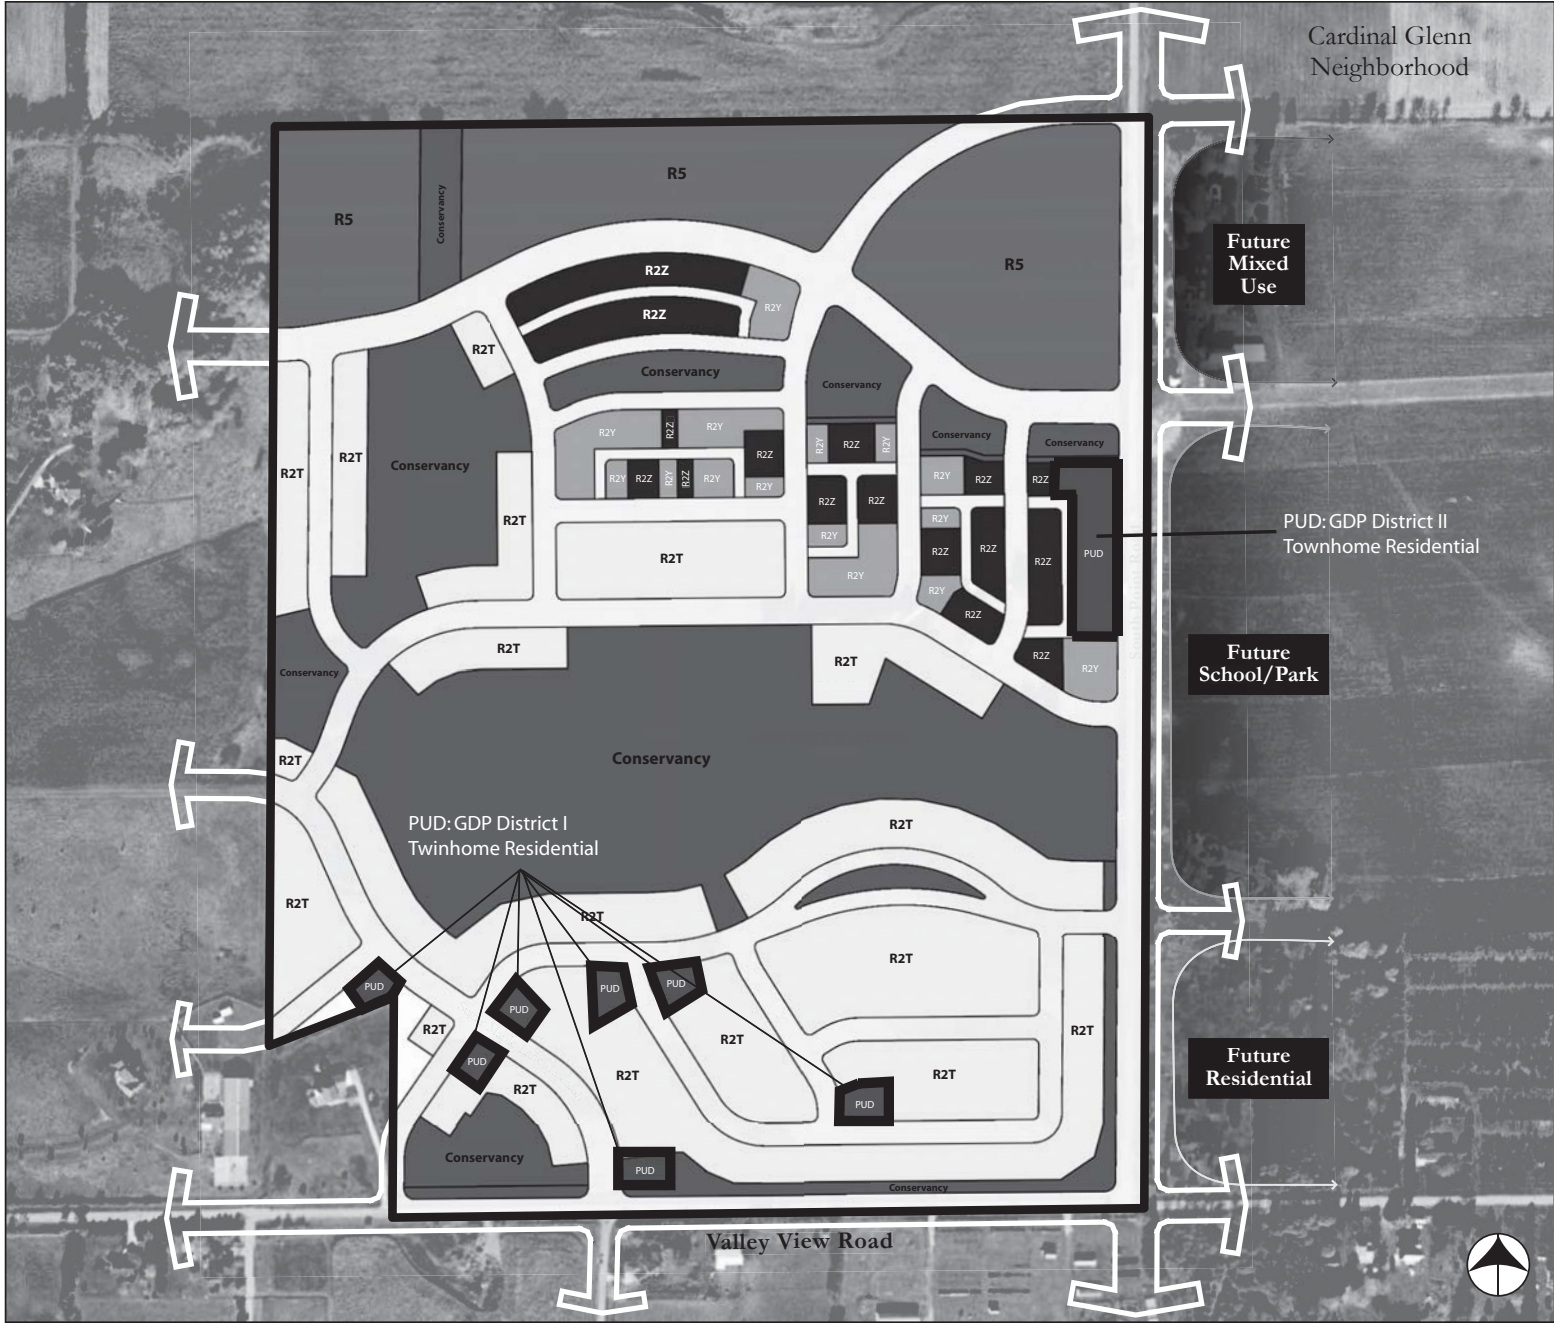 Cardinal Glenn
Neighborhood
R5
R5
R5
Conservancy
Future
Mixed
Use
R2Z
R2Y
R2Z
R2T
Conservancy
Conservancy
R2T
R2T
Conservancy
R2Y
R2Z
R2Y
R2Z
R2Y
R2Z
R2Y
R2Z
R2Y
R2Y
R2Y
R2Z
R2Y
R2Z
R2Z
R2Y
R2Y
Conservancy
Conservancy
R2Y
R2Z
R2Z
R2Y
R2Z
R2Z
R2Z
R2Y
R2Z
PUD
R2Z
R2Y
PUD: GDP District II
Townhome Residential
R2T
R2T
R2T
R2T
Conservancy
Future
School/Park
R2T
Conservancy
PUD: GDP District I
Twinhome Residential
R2T
R2T
R2T
R2T
PUD
PUD
PUD
PUD
R2T
R2T
R2T
PUD
R2T
R2T
R2T
PUD
Future
Residential
Conservancy
PUD
Conservancy
Valley View Road